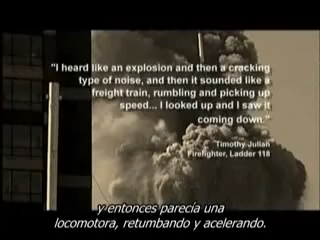 "I heard like an explosion and then a cracking
type of noise, and then it sounded like a
freight train, rumbling and picking up
speed... I looked up and I saw it
coming down."
Timothy Julian
Firefighter, Ladder 118
y entonces parecía una
locomotora, retumbando y acelerando.